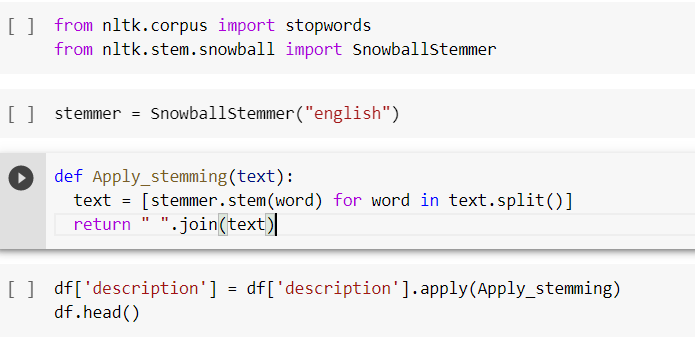 [ ] from nltk.corpus import stopwords
from nltk.stem.snowball import SnowballStemmer
[ ] stemmer = SnowballStemmer("english")
def Apply_stemming(text):
text = [stemmer.stem(word) for word in text.split()]
return " ".join(text)
[ ] df['description'] = df['description'].apply(Apply_stemming)
df.head()